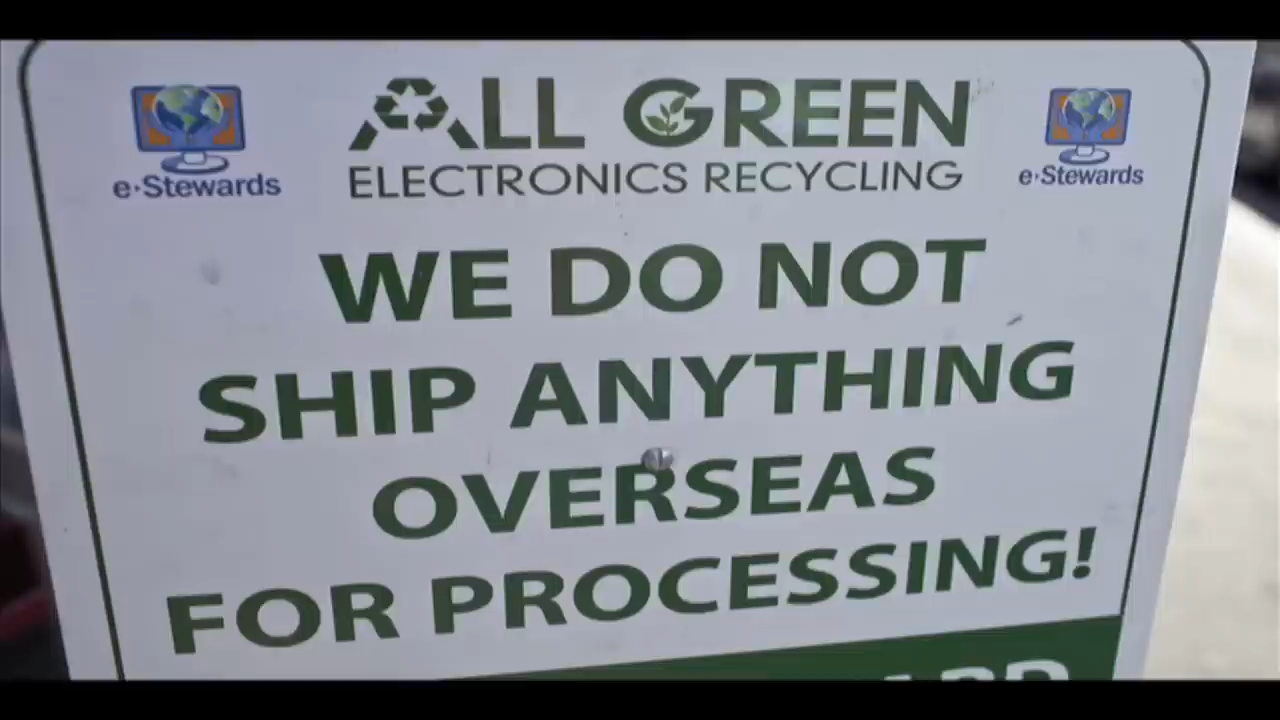 ALL GREEN
ELECTRONICS RECYCLING
e-Stewards
e-Stewards
WE DO NOT
SHIP ANYTHING
OVERSEAS
FOR PROCESSING!